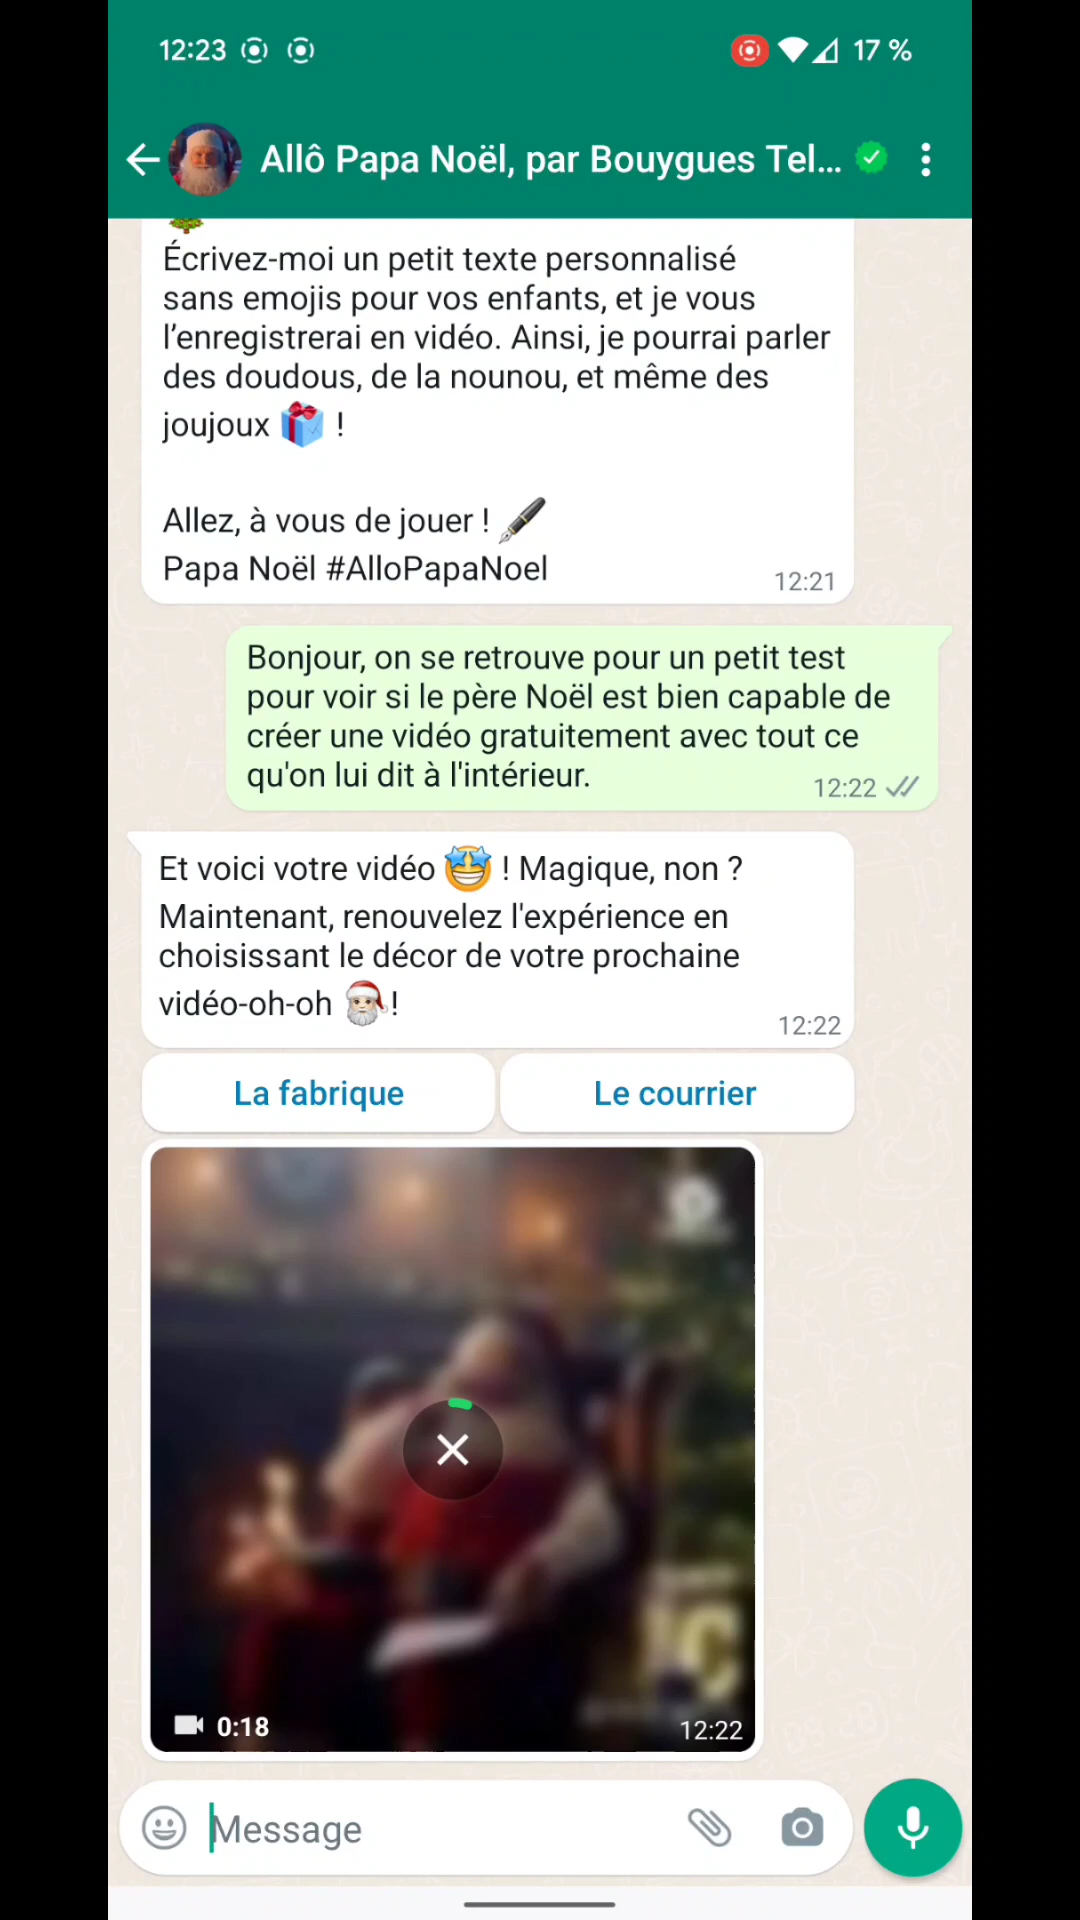 12:23
17 %
Allô Papa Noël, par Bouygues Tel...
Écrivez-moi un petit texte personnalisé
sans emojis pour vos enfants, et je vous
l’enregistrerai en vidéo. Ainsi, je pourrai parler
des doudous, de la nounou, et même des
joujoux 🎁 !
Allez, à vous de jouer ! 🖋️
Papa Noël #AlloPapaNoel
12:21
Bonjour, on se retrouve pour un petit test
pour voir si le père Noël est bien capable de
créer une vidéo gratuitement avec tout ce
qu'on lui dit à l'intérieur.
12:22
Et voici votre vidéo 🤩 ! Magique, non ?
Maintenant, renouvelez l'expérience en
choisissant le décor de votre prochaine
vidéo-oh-oh 🎅🏻!
12:22
La fabrique
Le courrier
0:18
12:22
Message